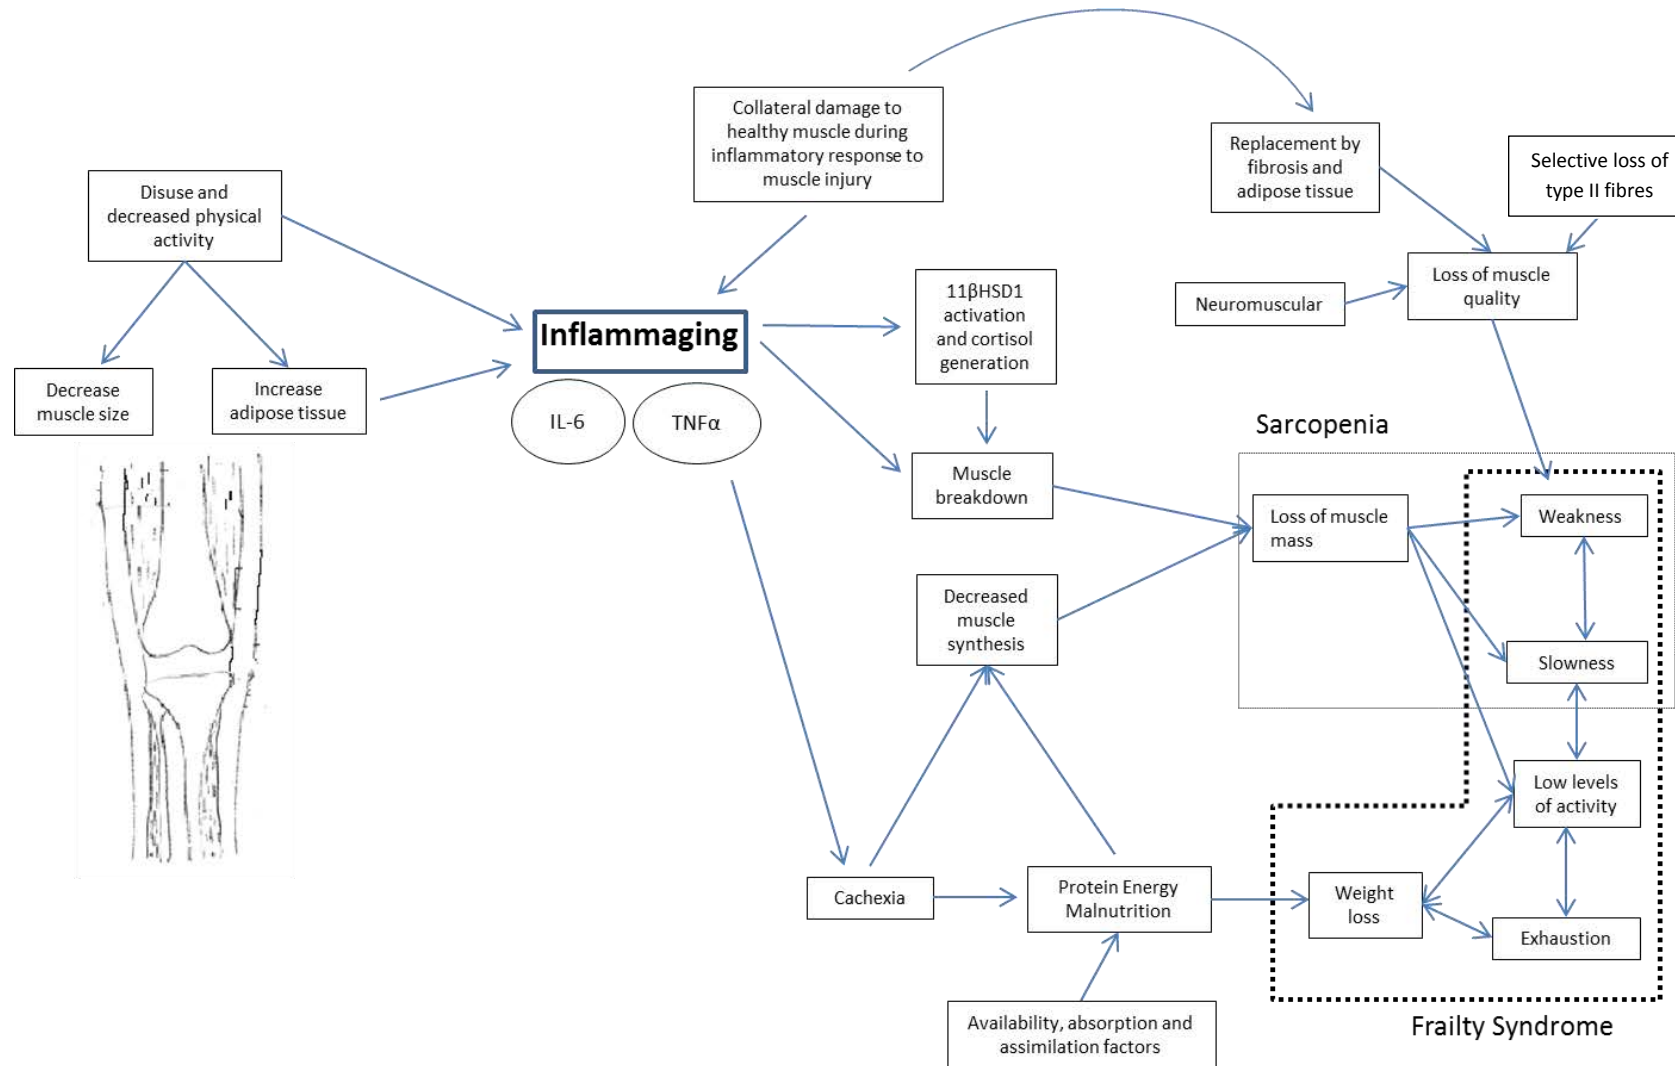 Collateral damage to
healthy muscle during
inflammatory response to
muscle injury
Replacement by
fibrosis and
adipose tissue
Selective loss of
type II fibres
Disuse and
decreased physical
activity
Loss of muscle
quality
Neuromuscular
11βHSD1
activation
and cortisol
generation
Inflammaging
Decrease
muscle size
Increase
adipose tissue
IL-6
TNFα
Sarcopenia
Muscle
breakdown
Loss of muscle
mass
Weakness
Decreased
muscle
synthesis
Slowness
Low levels
of activity
Cachexia
Protein Energy
Malnutrition
Weight
loss
Exhaustion
Availability, absorption and
assimilation factors
Frailty Syndrome